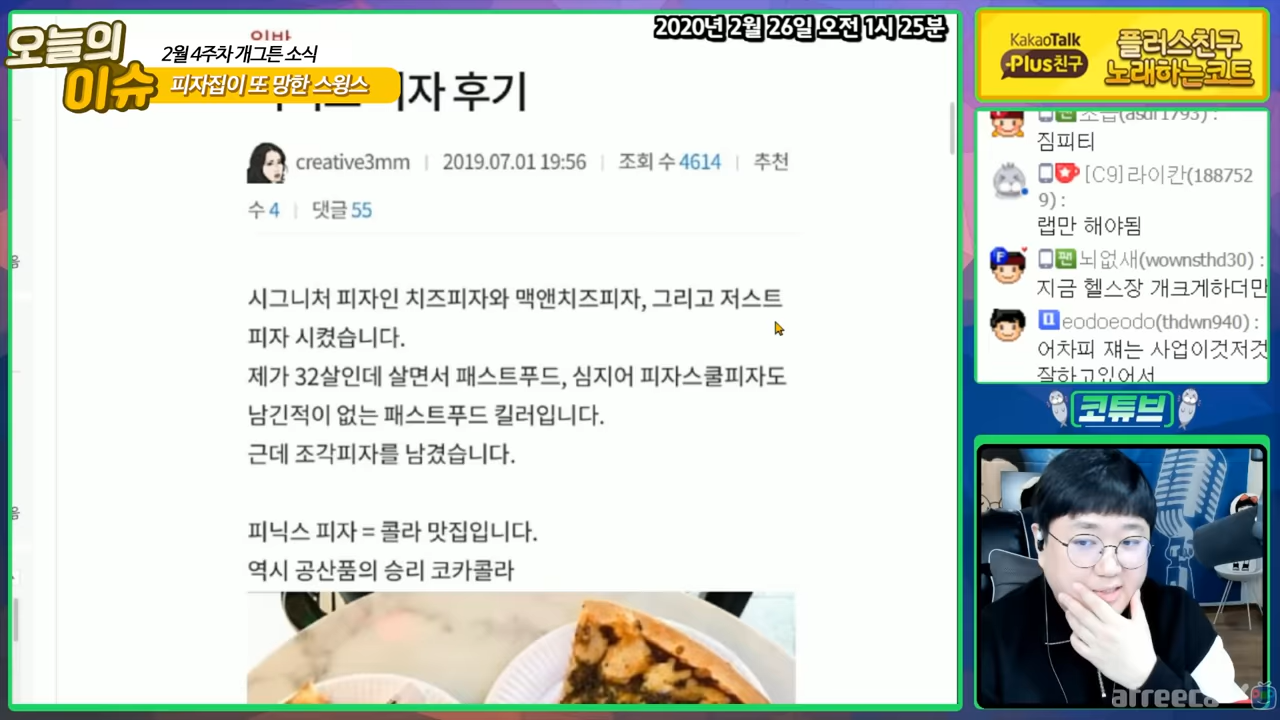 오늘의
이슈
2월 4주차 개그튼 소식
피자집이 또 망한 스윙스
2020년 2월 26일 오전 1시 25분
피자 후기
creative3mm | 2019.07.01 19:56 | 조회 수 4614 | 추천
수 4 | 댓글 55
시그니처 피자인 치즈피자와 맥앤치즈피자, 그리고 저스트
피자 시켰습니다.
제가 32살인데 살면서 패스트푸드, 심지어 피자스쿨피자도
남긴적이 없는 패스트푸드 킬러입니다.
근데 조각피자를 남겼습니다.
피닉스 피자 = 콜라 맛집입니다.
역시 공산품의 승리 코카콜라
KakaoTalk
Plus친구
플러스친구
노래하는코트
짐피티
[C9]라이칸(188752
9) :
랩만 해야됨
팬 뇌없새(wownsthd30) :
지금 헬스장 개크게하더만
eodoeodo(thdwn940) :
어차피 쟤는 사업이것저것
잘하고있어서
코튜브
afreeca